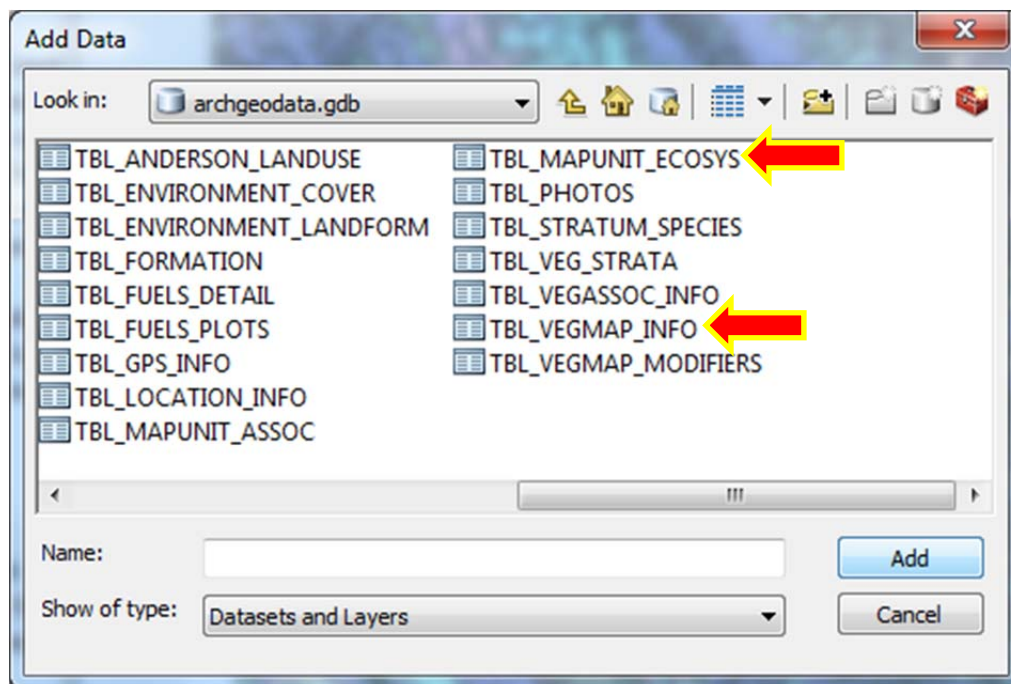 Add Data
Look in: archgeodata.gdb
TBL_ANDERSON_LANDUSE
TBL_ENVIRONMENT_COVER
TBL_ENVIRONMENT_LANDFORM
TBL_FORMATION
TBL_FUELS_DETAIL
TBL_FUELS_PLOTS
TBL_GPS_INFO
TBL_LOCATION_INFO
TBL_MAPUNIT_ASSOC
TBL_MAPUNIT_ECOSYS
TBL_PHOTOS
TBL_STRATUM_SPECIES
TBL_VEG_STRATA
TBL_VEGASSOC_INFO
TBL_VEGMAP_INFO
TBL_VEGMAP_MODIFIERS
Name: Add
Show of type: Datasets and Layers Cancel